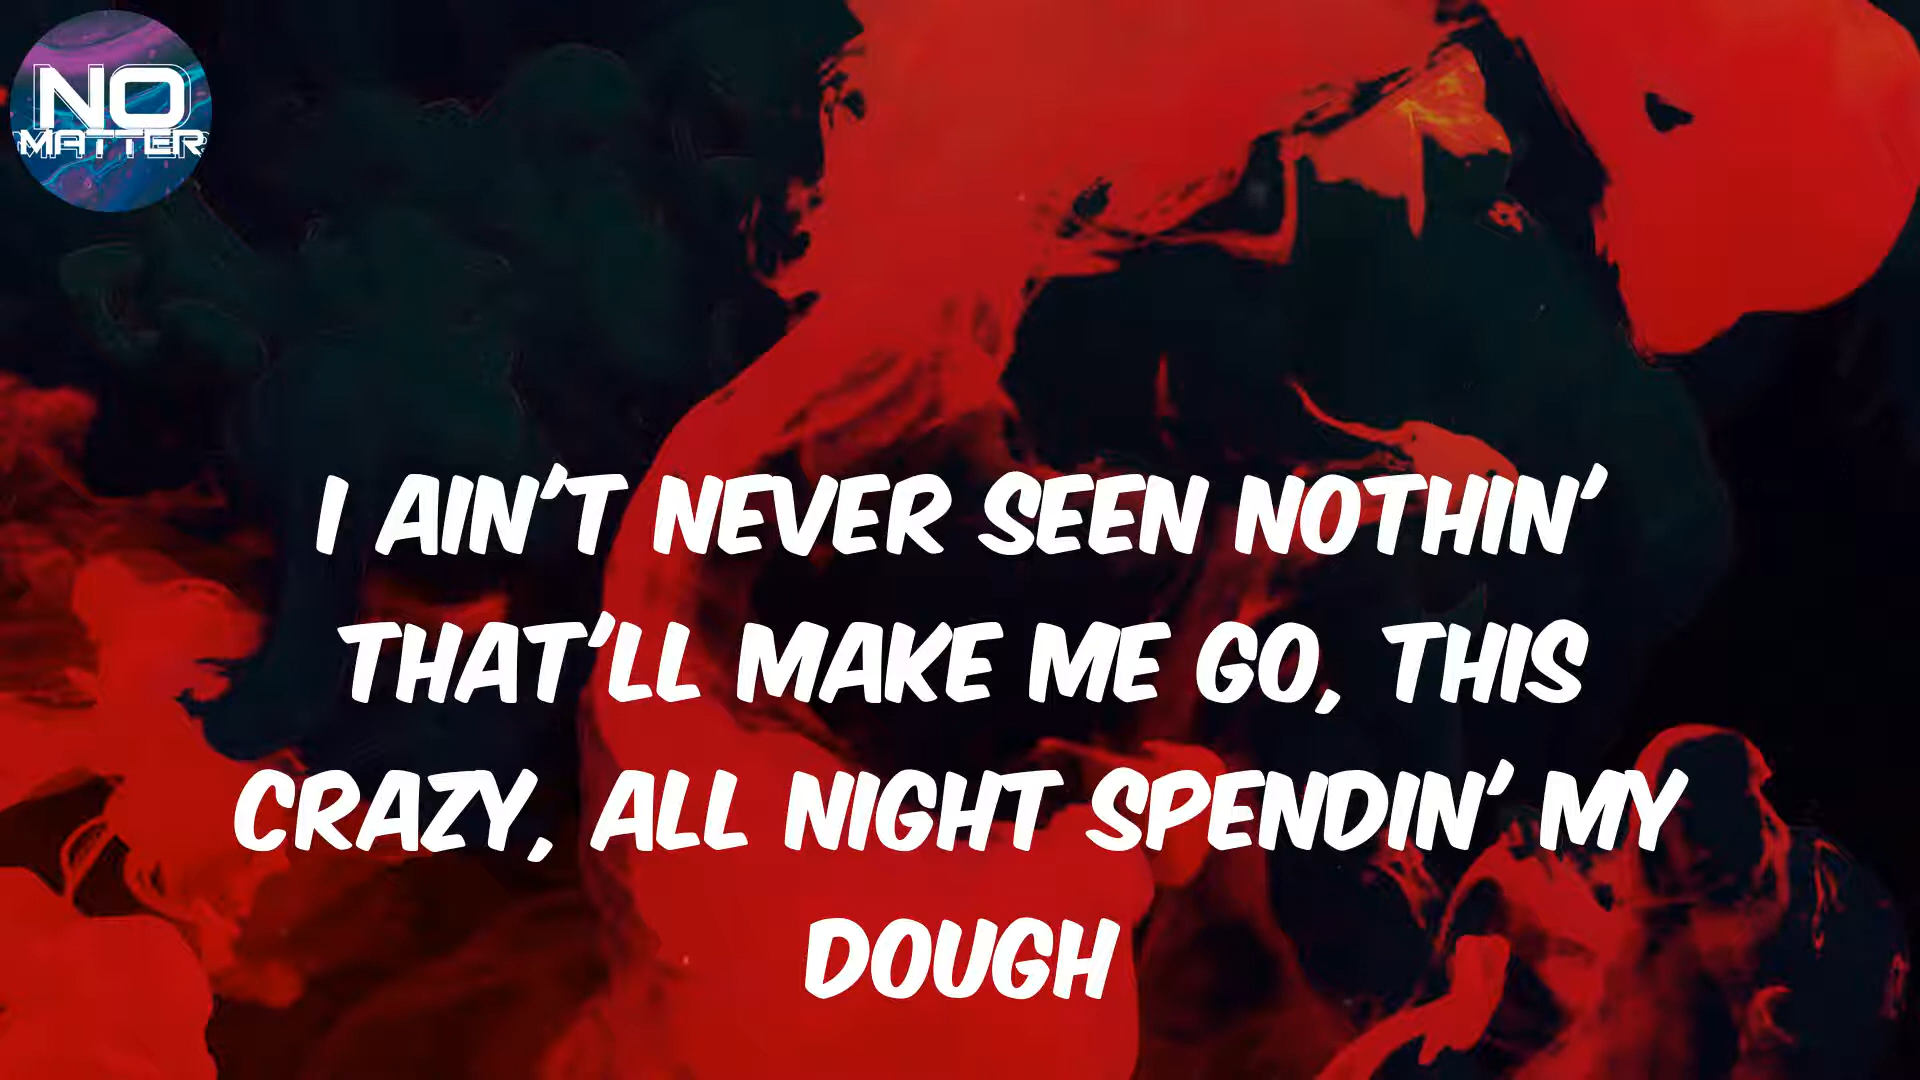 NO
MATTER
I AIN'T NEVER SEEN NOTHIN'
THAT'LL MAKE ME GO, THIS
CRAZY, ALL NIGHT SPENDIN' MY
DOUGH